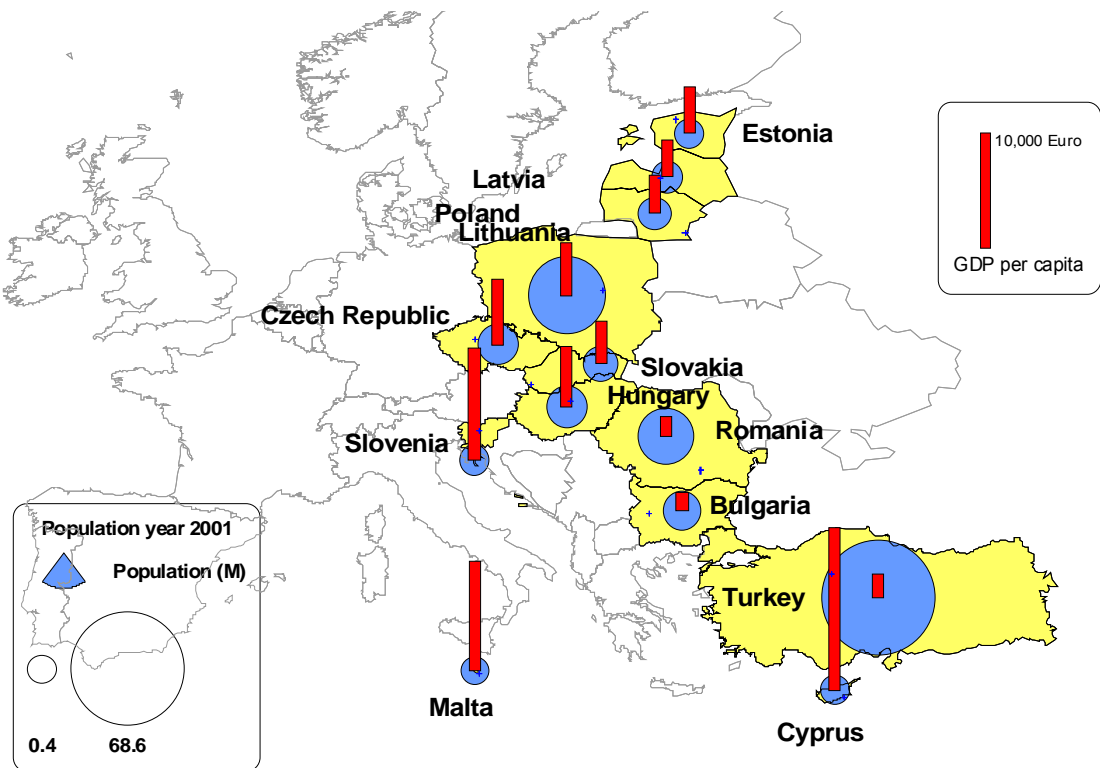 Estonia
10,000 Euro
GDP per capita
Latvia
Poland
Lithuania
Czech Republic
Slovakia
Hungary
Romania
Slovenia
Bulgaria
Turkey
Malta
Cyprus
Population year 2001
Population (M)
0.4 68.6